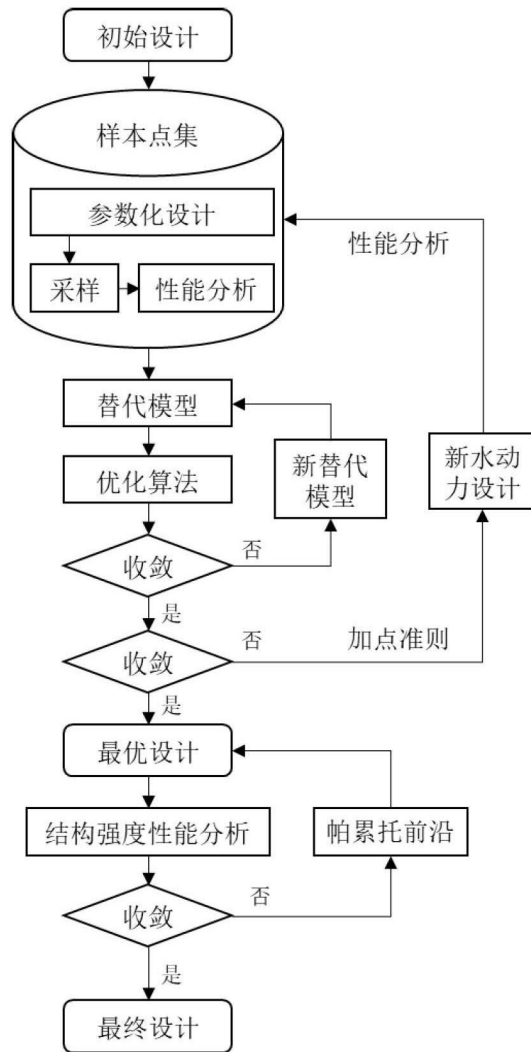 初始设计
样本点集
参数化设计
采样
性能分析
性能分析
替代模型
优化算法
新替代
模型
新水动
力设计
收敛
否
是
收敛
否
加点准则
是
最优设计
结构强度性能分析
帕累托前沿
收敛
否
是
最终设计